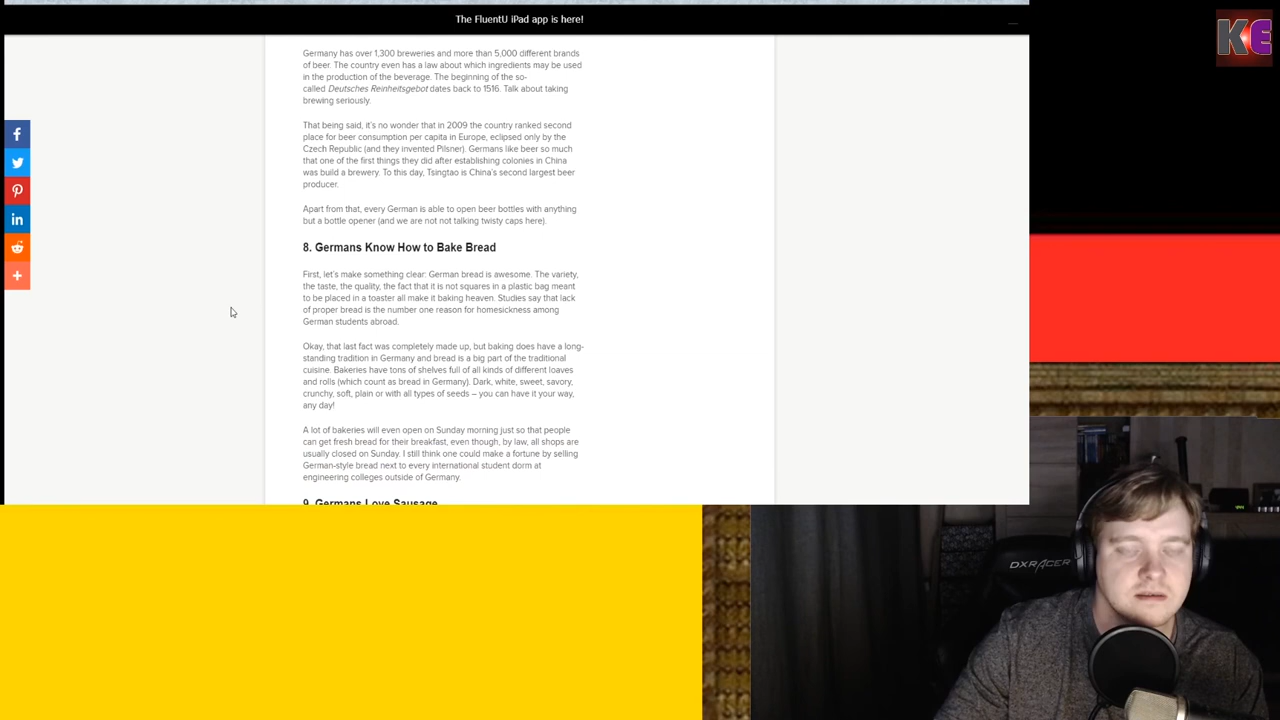 The FluentU iPad app is here!
KE
Germany has over 1,300 breweries and more than 5,000 different brands
of beer. The country even has a law about which ingredients may be used
in the production of the beverage. The beginning of the so-
called Deutsches Reinheitsgebot dates back to 1516. Talk about taking
brewing seriously.
That being said, it's no wonder that in 2009 the country ranked second
place for beer consumption per capita in Europe, eclipsed only by the
Czech Republic (and they invented Pilsner). Germans like beer so much
that one of the first things they did after establishing colonies in China
was build a brewery. To this day, Tsingtao is China's second largest beer
producer.
Apart from that, every German is able to open beer bottles with anything
but a bottle opener (and we are not not talking twisty caps here).
8. Germans Know How to Bake Bread
First, let's make something clear: German bread is awesome. The variety,
the taste, the quality, the fact that it is not squares in a plastic bag meant
to be placed in a toaster all make it baking heaven. Studies say that lack
of proper bread is the number one reason for homesickness among
German students abroad.
Okay, that last fact was completely made up, but baking does have a long-
standing tradition in Germany and bread is a big part of the traditional
cuisine. Bakeries have tons of shelves full of all kinds of different loaves
and rolls (which count as bread in Germany). Dark, white, sweet, savory,
crunchy, soft, plain or with all types of seeds – you can have it your way,
any day!
A lot of bakeries will even open on Sunday morning just so that people
can get fresh bread for their breakfast, even though, by law, all shops are
usually closed on Sunday. I still think one could make a fortune by selling
German-style bread next to every international student dorm at
engineering colleges outside of Germany.
9. Germans Love Sausage
DXRACER